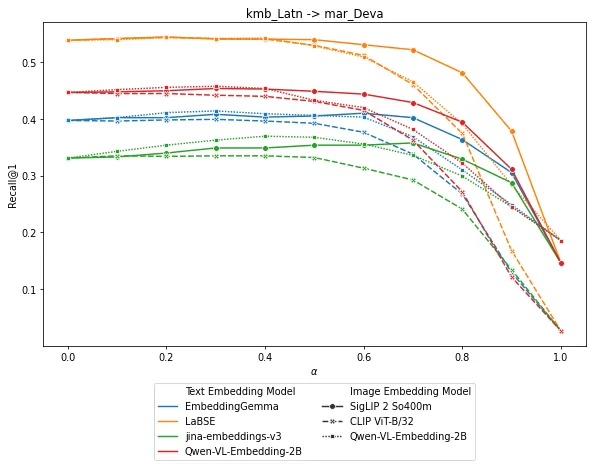 kmb_Latn -> mar_Deva
Recall@1
0.5
0.4
0.3
0.2
0.1
0.0 0.2 0.4 0.6 0.8 1.0
α
Text Embedding Model Image Embedding Model
EmbeddingGemma SigLIP 2 So400m
LaBSE CLIP ViT-B/32
jina-embeddings-v3 Qwen-VL-Embedding-2B
Qwen-VL-Embedding-2B